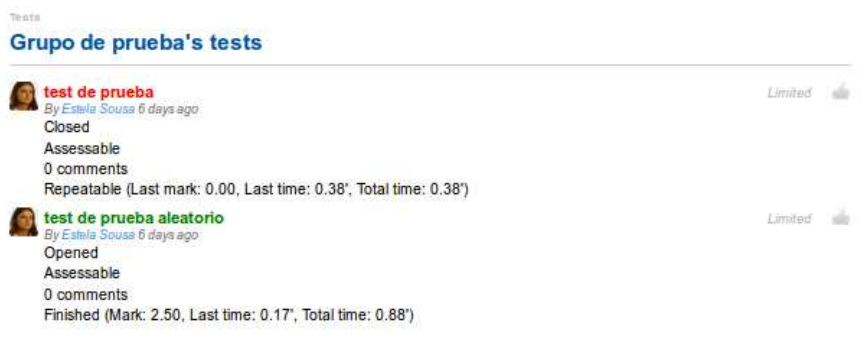 Tests
Grupo de prueba's tests
test de prueba
Limited
By Estela Sousa 6 days ago
Closed
Assessable
0 comments
Repeatable (Last mark: 0.00, Last time: 0.38', Total time: 0.38')
test de prueba aleatorio
Limited
By Estela Sousa 6 days ago
Opened
Assessable
0 comments
Finished (Mark: 2.50, Last time: 0.17', Total time: 0.88')